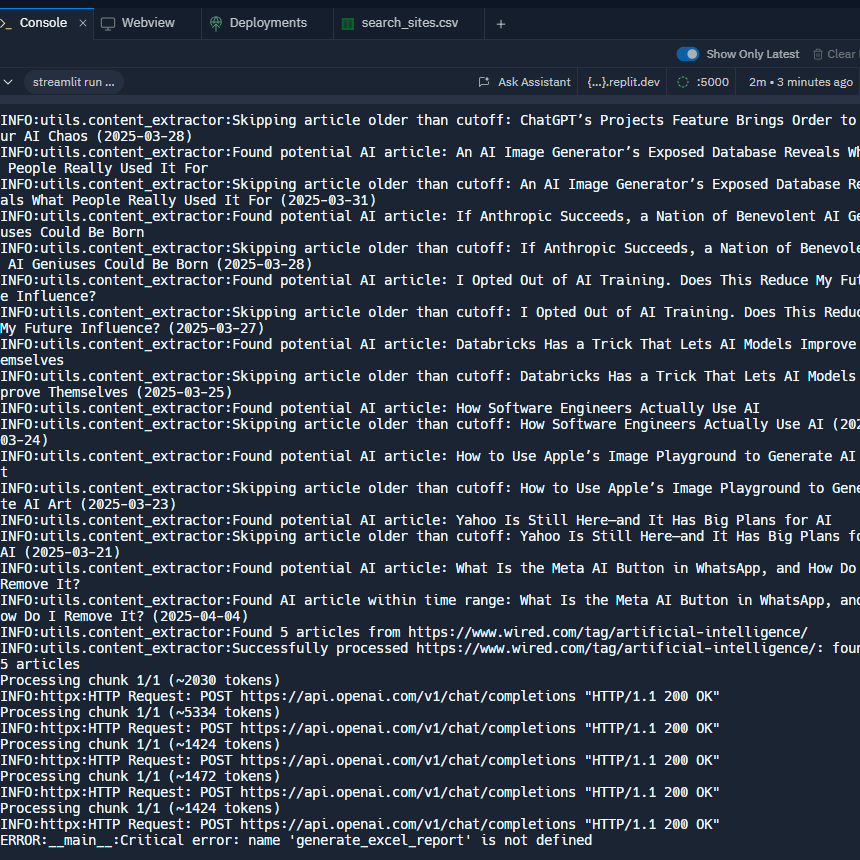 Console × Webview Deployments search_sites.csv +
Show Only Latest Clear
streamlit run ... Ask Assistant {...}.replit.dev :5000 2m • 3 minutes ago
INFO:utils.content_extractor:Skipping article older than cutoff: ChatGPT’s Projects Feature Brings Order to
ur AI Chaos (2025-03-28)
INFO:utils.content_extractor:Found potential AI article: An AI Image Generator’s Exposed Database Reveals Wh
People Really Used It For
INFO:utils.content_extractor:Skipping article older than cutoff: An AI Image Generator’s Exposed Database Re
als What People Really Used It For (2025-03-31)
INFO:utils.content_extractor:Found potential AI article: If Anthropic Succeeds, a Nation of Benevolent AI Ge
uses Could Be Born
INFO:utils.content_extractor:Skipping article older than cutoff: If Anthropic Succeeds, a Nation of Benevole
AI Geniuses Could Be Born (2025-03-28)
INFO:utils.content_extractor:Found potential AI article: I Opted Out of AI Training. Does This Reduce My Fut
e Influence?
INFO:utils.content_extractor:Skipping article older than cutoff: I Opted Out of AI Training. Does This Reduc
My Future Influence? (2025-03-27)
INFO:utils.content_extractor:Found potential AI article: Databricks Has a Trick That Lets AI Models Improve
emselves
INFO:utils.content_extractor:Skipping article older than cutoff: Databricks Has a Trick That Lets AI Models
prove Themselves (2025-03-25)
INFO:utils.content_extractor:Found potential AI article: How Software Engineers Actually Use AI
INFO:utils.content_extractor:Skipping article older than cutoff: How Software Engineers Actually Use AI (202
03-24)
INFO:utils.content_extractor:Found potential AI article: How to Use Apple’s Image Playground to Generate AI
t
INFO:utils.content_extractor:Skipping article older than cutoff: How to Use Apple’s Image Playground to Gene
te AI Art (2025-03-23)
INFO:utils.content_extractor:Found potential AI article: Yahoo Is Still Here—and It Has Big Plans for AI
INFO:utils.content_extractor:Skipping article older than cutoff: Yahoo Is Still Here—and It Has Big Plans fo
AI (2025-03-21)
INFO:utils.content_extractor:Found potential AI article: What Is the Meta AI Button in WhatsApp, and How Do
Remove It?
INFO:utils.content_extractor:Found AI article within time range: What Is the Meta AI Button in WhatsApp, and
ow Do I Remove It? (2025-04-04)
INFO:utils.content_extractor:Found 5 articles from https://www.wired.com/tag/artificial-intelligence/
INFO:utils.content_extractor:Successfully processed https://www.wired.com/tag/artificial-intelligence/: foun
5 articles
Processing chunk 1/1 (~2030 tokens)
INFO:httpx:HTTP Request: POST https://api.openai.com/v1/chat/completions "HTTP/1.1 200 OK"
Processing chunk 1/1 (~5334 tokens)
INFO:httpx:HTTP Request: POST https://api.openai.com/v1/chat/completions "HTTP/1.1 200 OK"
Processing chunk 1/1 (~1424 tokens)
INFO:httpx:HTTP Request: POST https://api.openai.com/v1/chat/completions "HTTP/1.1 200 OK"
Processing chunk 1/1 (~1472 tokens)
INFO:httpx:HTTP Request: POST https://api.openai.com/v1/chat/completions "HTTP/1.1 200 OK"
Processing chunk 1/1 (~1424 tokens)
INFO:httpx:HTTP Request: POST https://api.openai.com/v1/chat/completions "HTTP/1.1 200 OK"
ERROR:__main__:Critical error: name 'generate_excel_report' is not defined